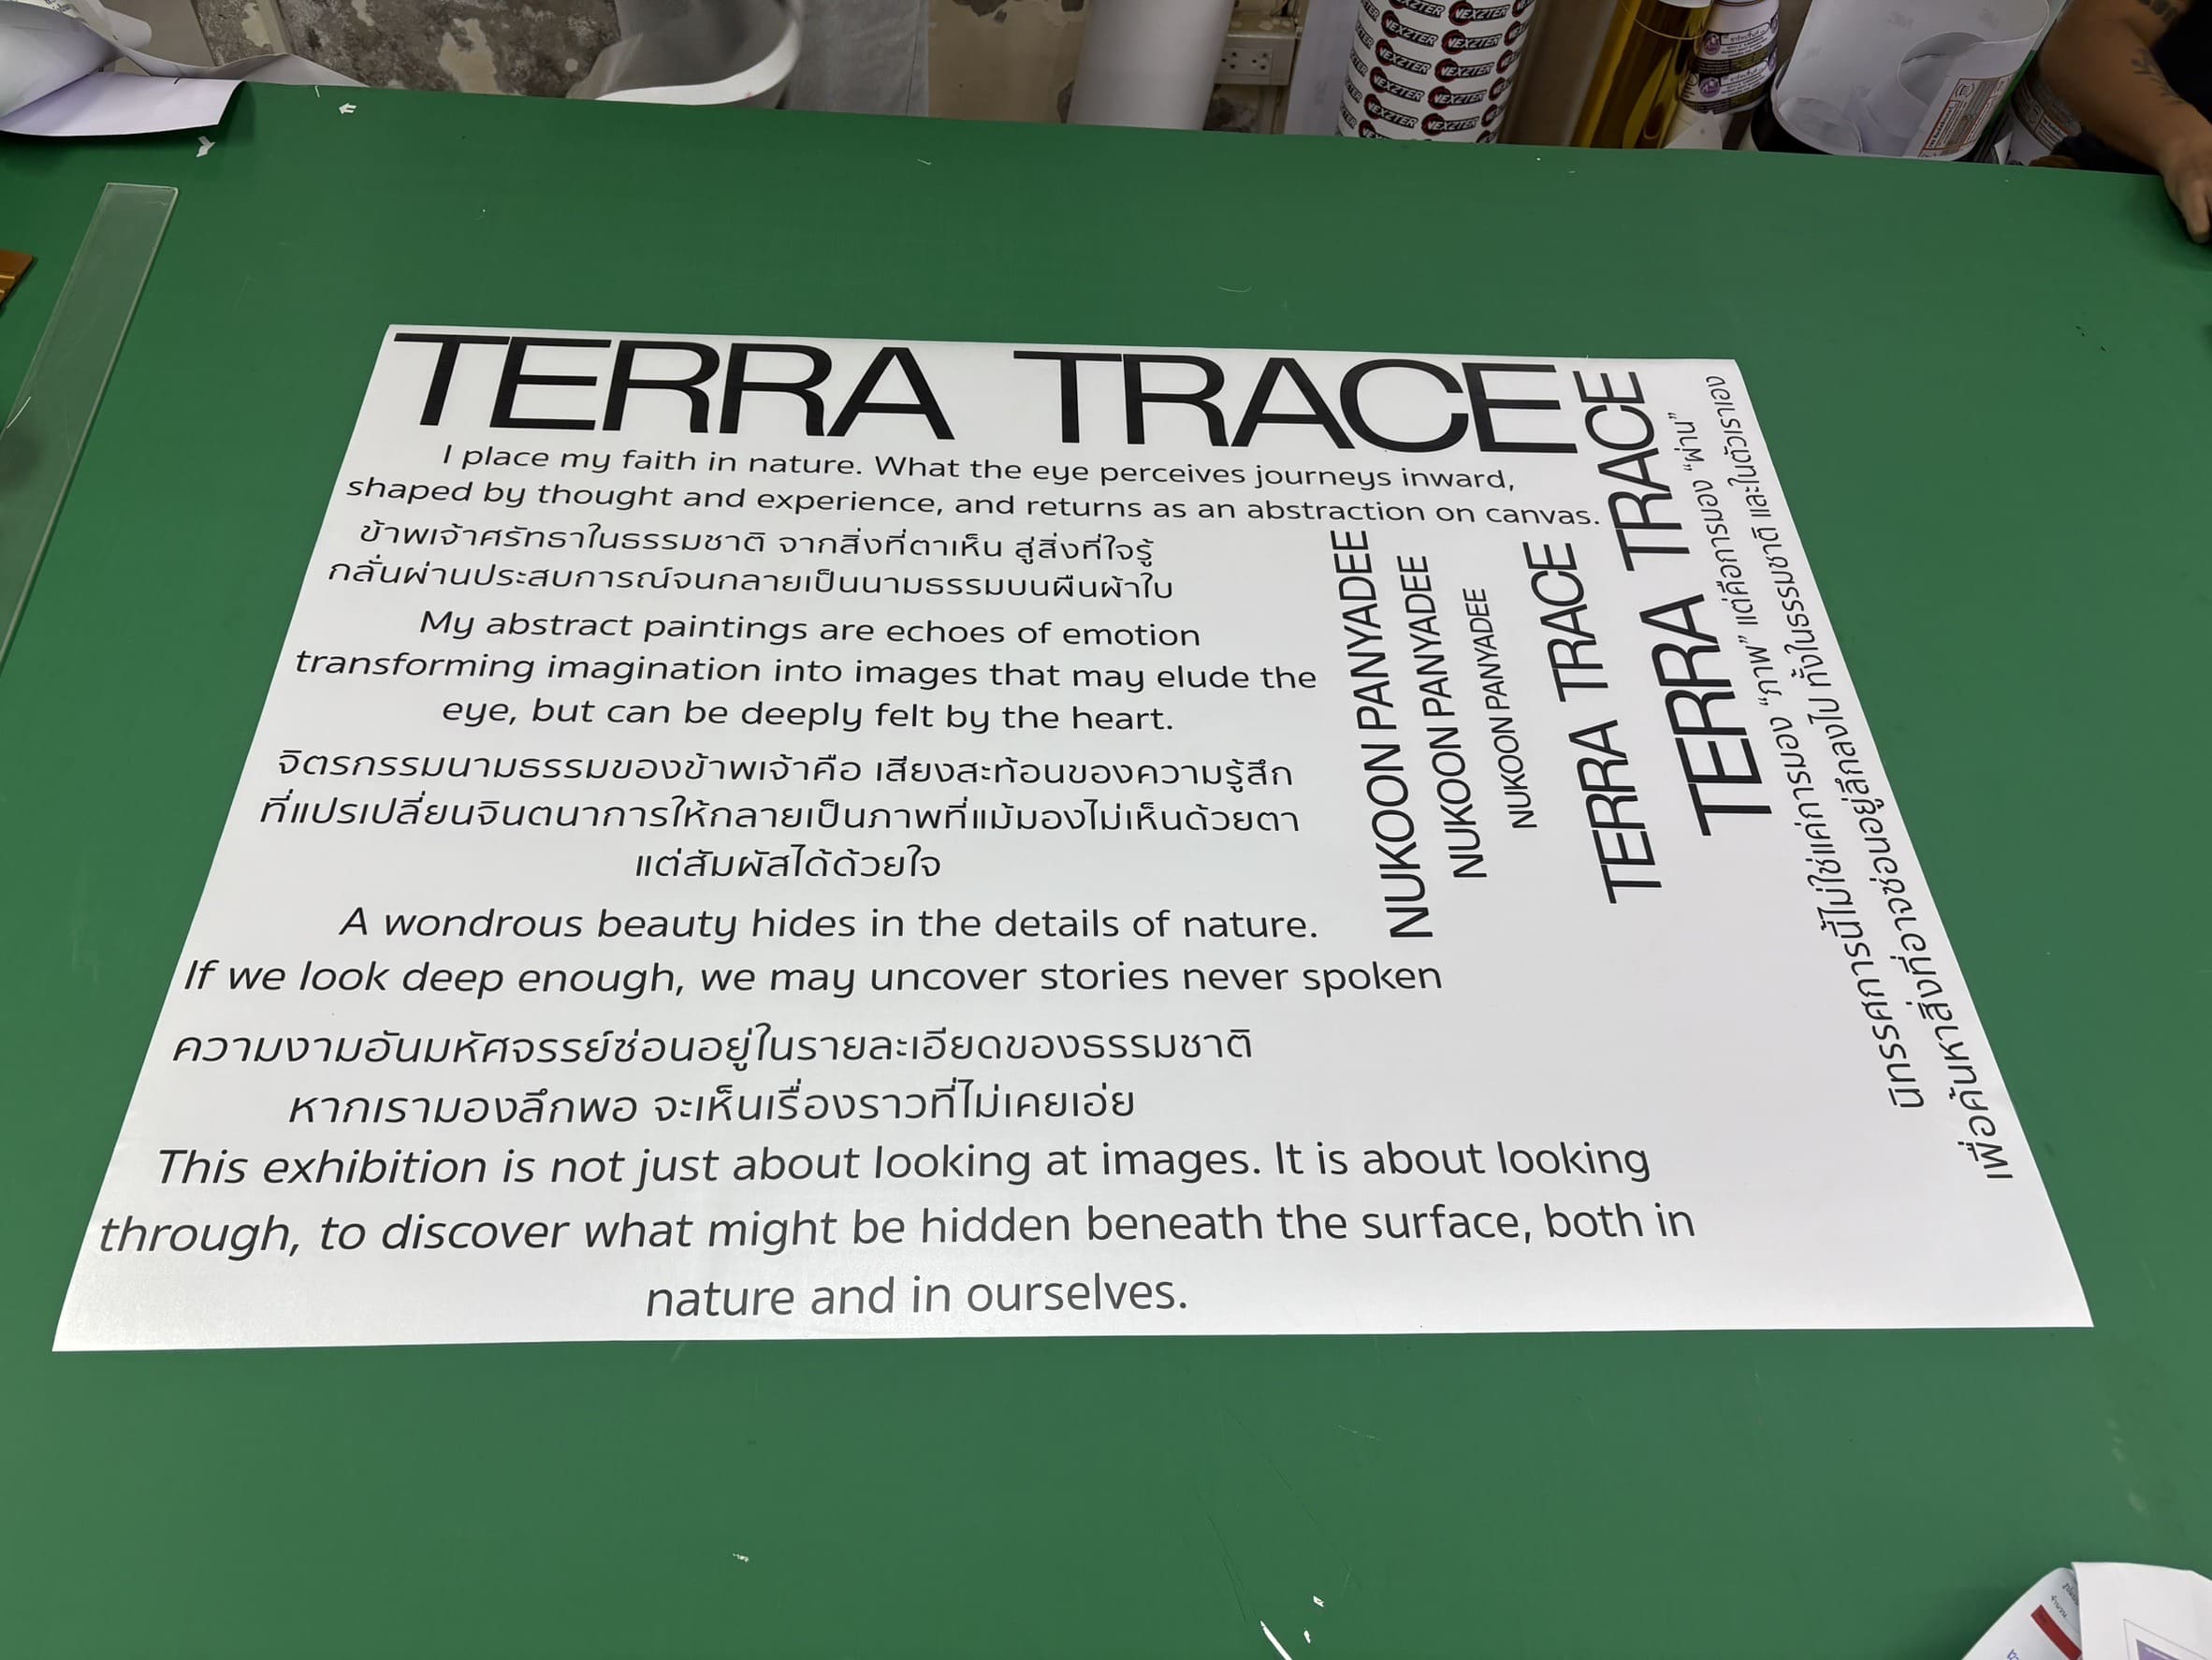 TERRA TRACE
I place my faith in nature. What the eye perceives journeys inward,
shaped by thought and experience, and returns as an abstraction on canvas.
ข้าพเจ้าศรัทธาในธรรมชาติ จากสิ่งที่ตาเห็น สู่สิ่งที่ใจรู้
กลั่นผ่านประสบการณ์จนกลายเป็นนามธรรมบนผืนผ้าใบ
My abstract paintings are echoes of emotion
transforming imagination into images that may elude the
eye, but can be deeply felt by the heart.
จิตรกรรมนามธรรมของข้าพเจ้าคือ เสียงสะท้อนของความรู้สึก
ที่แปรเปลี่ยนจินตนาการให้กลายเป็นภาพที่แม้มองไม่เห็นด้วยตา
แต่สัมผัสได้ด้วยใจ
A wondrous beauty hides in the details of nature.
If we look deep enough, we may uncover stories never spoken
ความงามอันมหัศจรรย์ซ่อนอยู่ในรายละเอียดของธรรมชาติ
หากเรามองลึกพอ จะเห็นเรื่องราวที่ไม่เคยเอ่ย
This exhibition is not just about looking at images. It is about looking
through, to discover what might be hidden beneath the surface, both in
nature and in ourselves.
NUKOON PANYADEE
NUKOON PANYADEE
NUKOON PANYADEE
TERRA TRACE
TERRA TRACE
นิทรรศการนี้ไม่ใช่แค่การมอง “ภาพ” แต่คือการมอง “ผ่าน”
เพื่อค้นหาสิ่งที่อาจซ่อนอยู่ลึกลงไป ทั้งในธรรมชาติ และในตัวเราเอง
NEXZTER